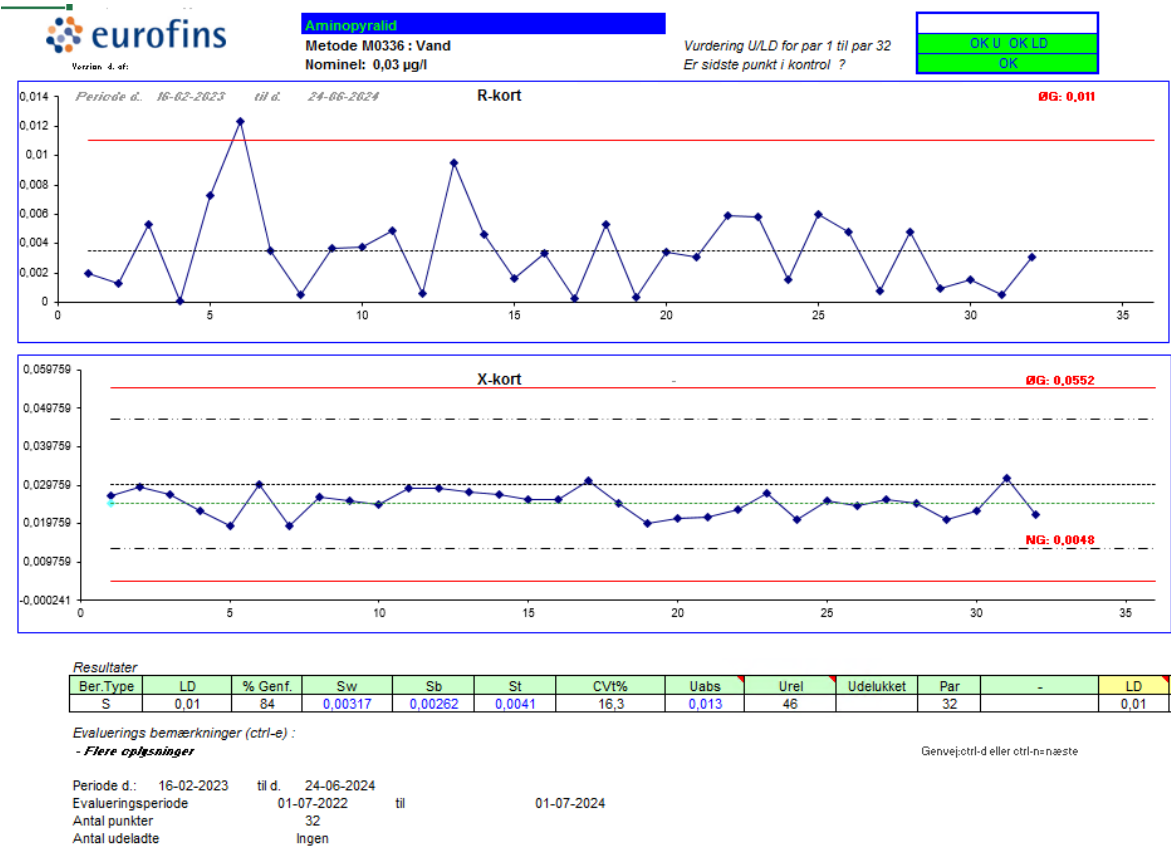 eurofins
Version d. af:
Aminopyralid
Metode M0336 : Vand
Nominel: 0,03 µg/l
Vurdering U/LD for par 1 til par 32
Er sidste punkt i kontrol ?
OK U OK LD
OK
Periode d. 16-02-2023 til d. 24-06-2024
R-kort
ØG: 0,011
0,014
0,012
0,01
0,008
0,006
0,004
0,002
0
0 5 10 15 20 25 30 35
X-kort
-
ØG: 0,0552
NG: 0,0048
0,059759
0,049759
0,039759
0,029759
0,019759
0,009759
-0,000241
0 5 10 15 20 25 30 35
Resultater
Ber.Type LD % Genf. Sw Sb St CVt% Uabs Urel Udelukket Par - LD
S 0,01 84 0,00317 0,00262 0,0041 16,3 0,013 46 32 0,01
Evaluerings bemærkninger (ctrl-e) :
- Flere oplysninger
Genvej:ctrl-d eller ctrl-n=næste
Periode d.: 16-02-2023 til d. 24-06-2024
Evalueringsperiode 01-07-2022 til 01-07-2024
Antal punkter 32
Antal udeladte Ingen